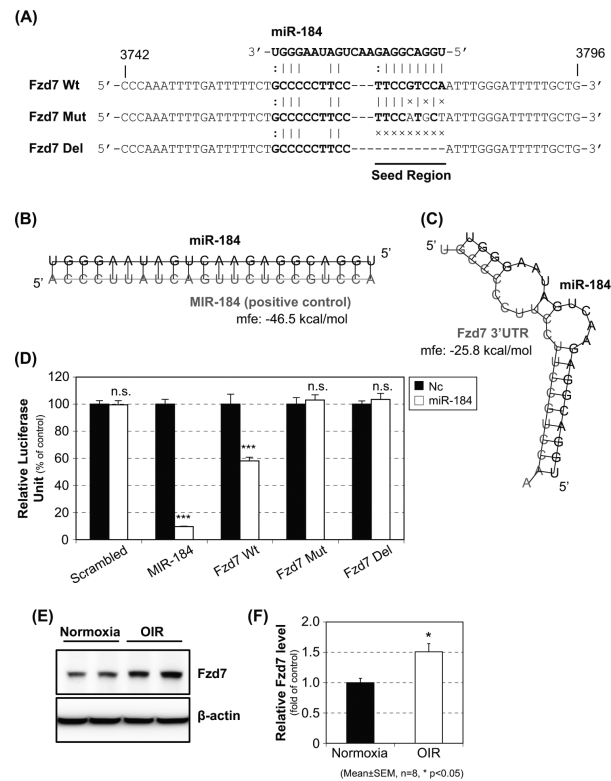 (A)
miR-184
3742
3'-UGGGAAUAGUCAAGAGGCAGGU-5'
3796
Fzd7 Wt 5'-CCCAAATTTTGATTTTTCTGCCCCCTTCC---TTCCGTCCAATTTGGGATTTTTGCTG-3'
Fzd7 Mut 5'-CCCAAATTTTGATTTTTCTGCCCCCTTCC---TTCCATGCTATTTGGGATTTTTGCTG-3'
Fzd7 Del 5'-CCCAAATTTTGATTTTTCTGCCCCCTTCC------------ATTTGGGATTTTTGCTG-3'
Seed Region
(B)
miR-184
UGGGAAUAGUCAAGAGGCAGGU 5'
5' ACCCUUAUCAGUUCUCCGUCCA
MIR-184 (positive control)
mfe: -46.5 kcal/mol
(C)
5'
miR-184
Fzd7 3'UTR
mfe: -25.8 kcal/mol
5'
(D)
Relative Luciferase
Unit (% of control)
120
100
80
60
40
20
0
n.s.
***
***
n.s.
n.s.
Nc
miR-184
Scrambled
MIR-184
Fzd7 Wt
Fzd7 Mut
Fzd7 Del
(E)
Normoxia OIR
Fzd7
β-actin
(F)
Relative Fzd7 level
(fold of control)
2.0
1.5
1.0
0.5
0
*
Normoxia
OIR
(Mean±SEM, n=8, * p<0.05)